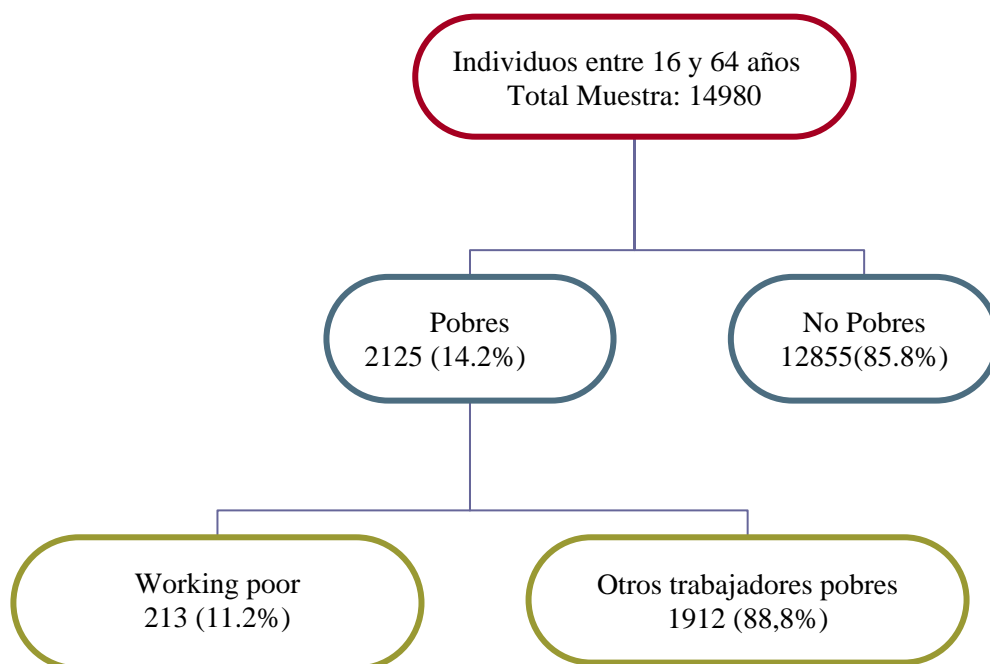 Individuos entre 16 y 64 años
Total Muestra: 14980
Pobres
2125 (14.2%)
No Pobres
12855(85.8%)
Working poor
213 (11.2%)
Otros trabajadores pobres
1912 (88,8%)